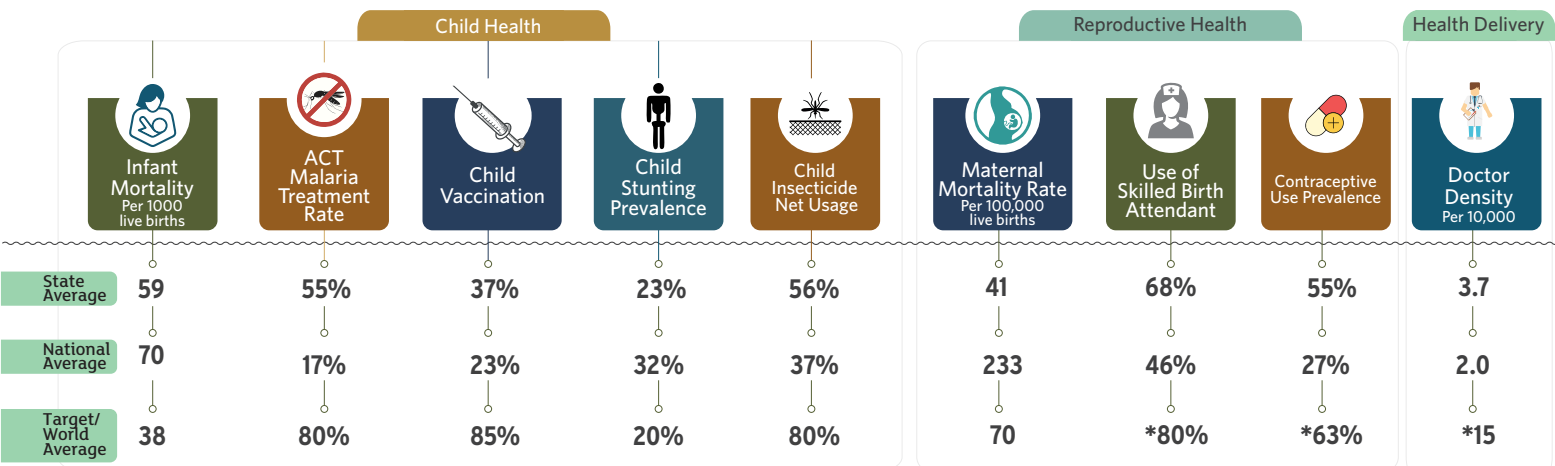 Child Health
Reproductive Health
Health Delivery
Infant
Mortality
Per 1000
live births
ACT
Malaria
Treatment
Rate
Child
Vaccination
Child
Stunting
Prevalence
Child
Insecticide
Net Usage
Maternal
Mortality Rate
Per 100,000
live births
Use of
Skilled Birth
Attendant
Contraceptive
Use Prevalence
Doctor
Density
Per 10,000
State
Average
59 55% 37% 23% 56% 41 68% 55% 3.7
National
Average
70 17% 23% 32% 37% 233 46% 27% 2.0
Target/
World
Average
38 80% 85% 20% 80% 70 *80% *63% *15